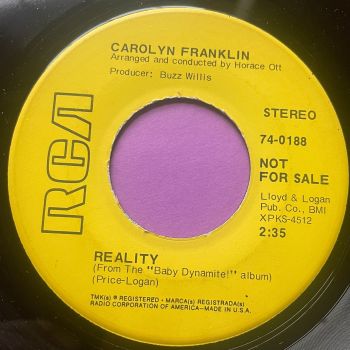 CAROLYN FRANKLIN
Arranged and conducted by Horace Ott
Producer: Buzz Willis
RCA
STEREO
74-0188
NOT
FOR SALE
Lloyd & Logan
Pub. Co., BMI
XPKS-4512
2:35
REALITY
(From The "Baby Dynamite!" album)
(Price-Logan)
TMK(s) ® REGISTERED • MARCA(s) REGISTRADA(s)
RADIO CORPORATION OF AMERICA—MADE IN U.S.A.